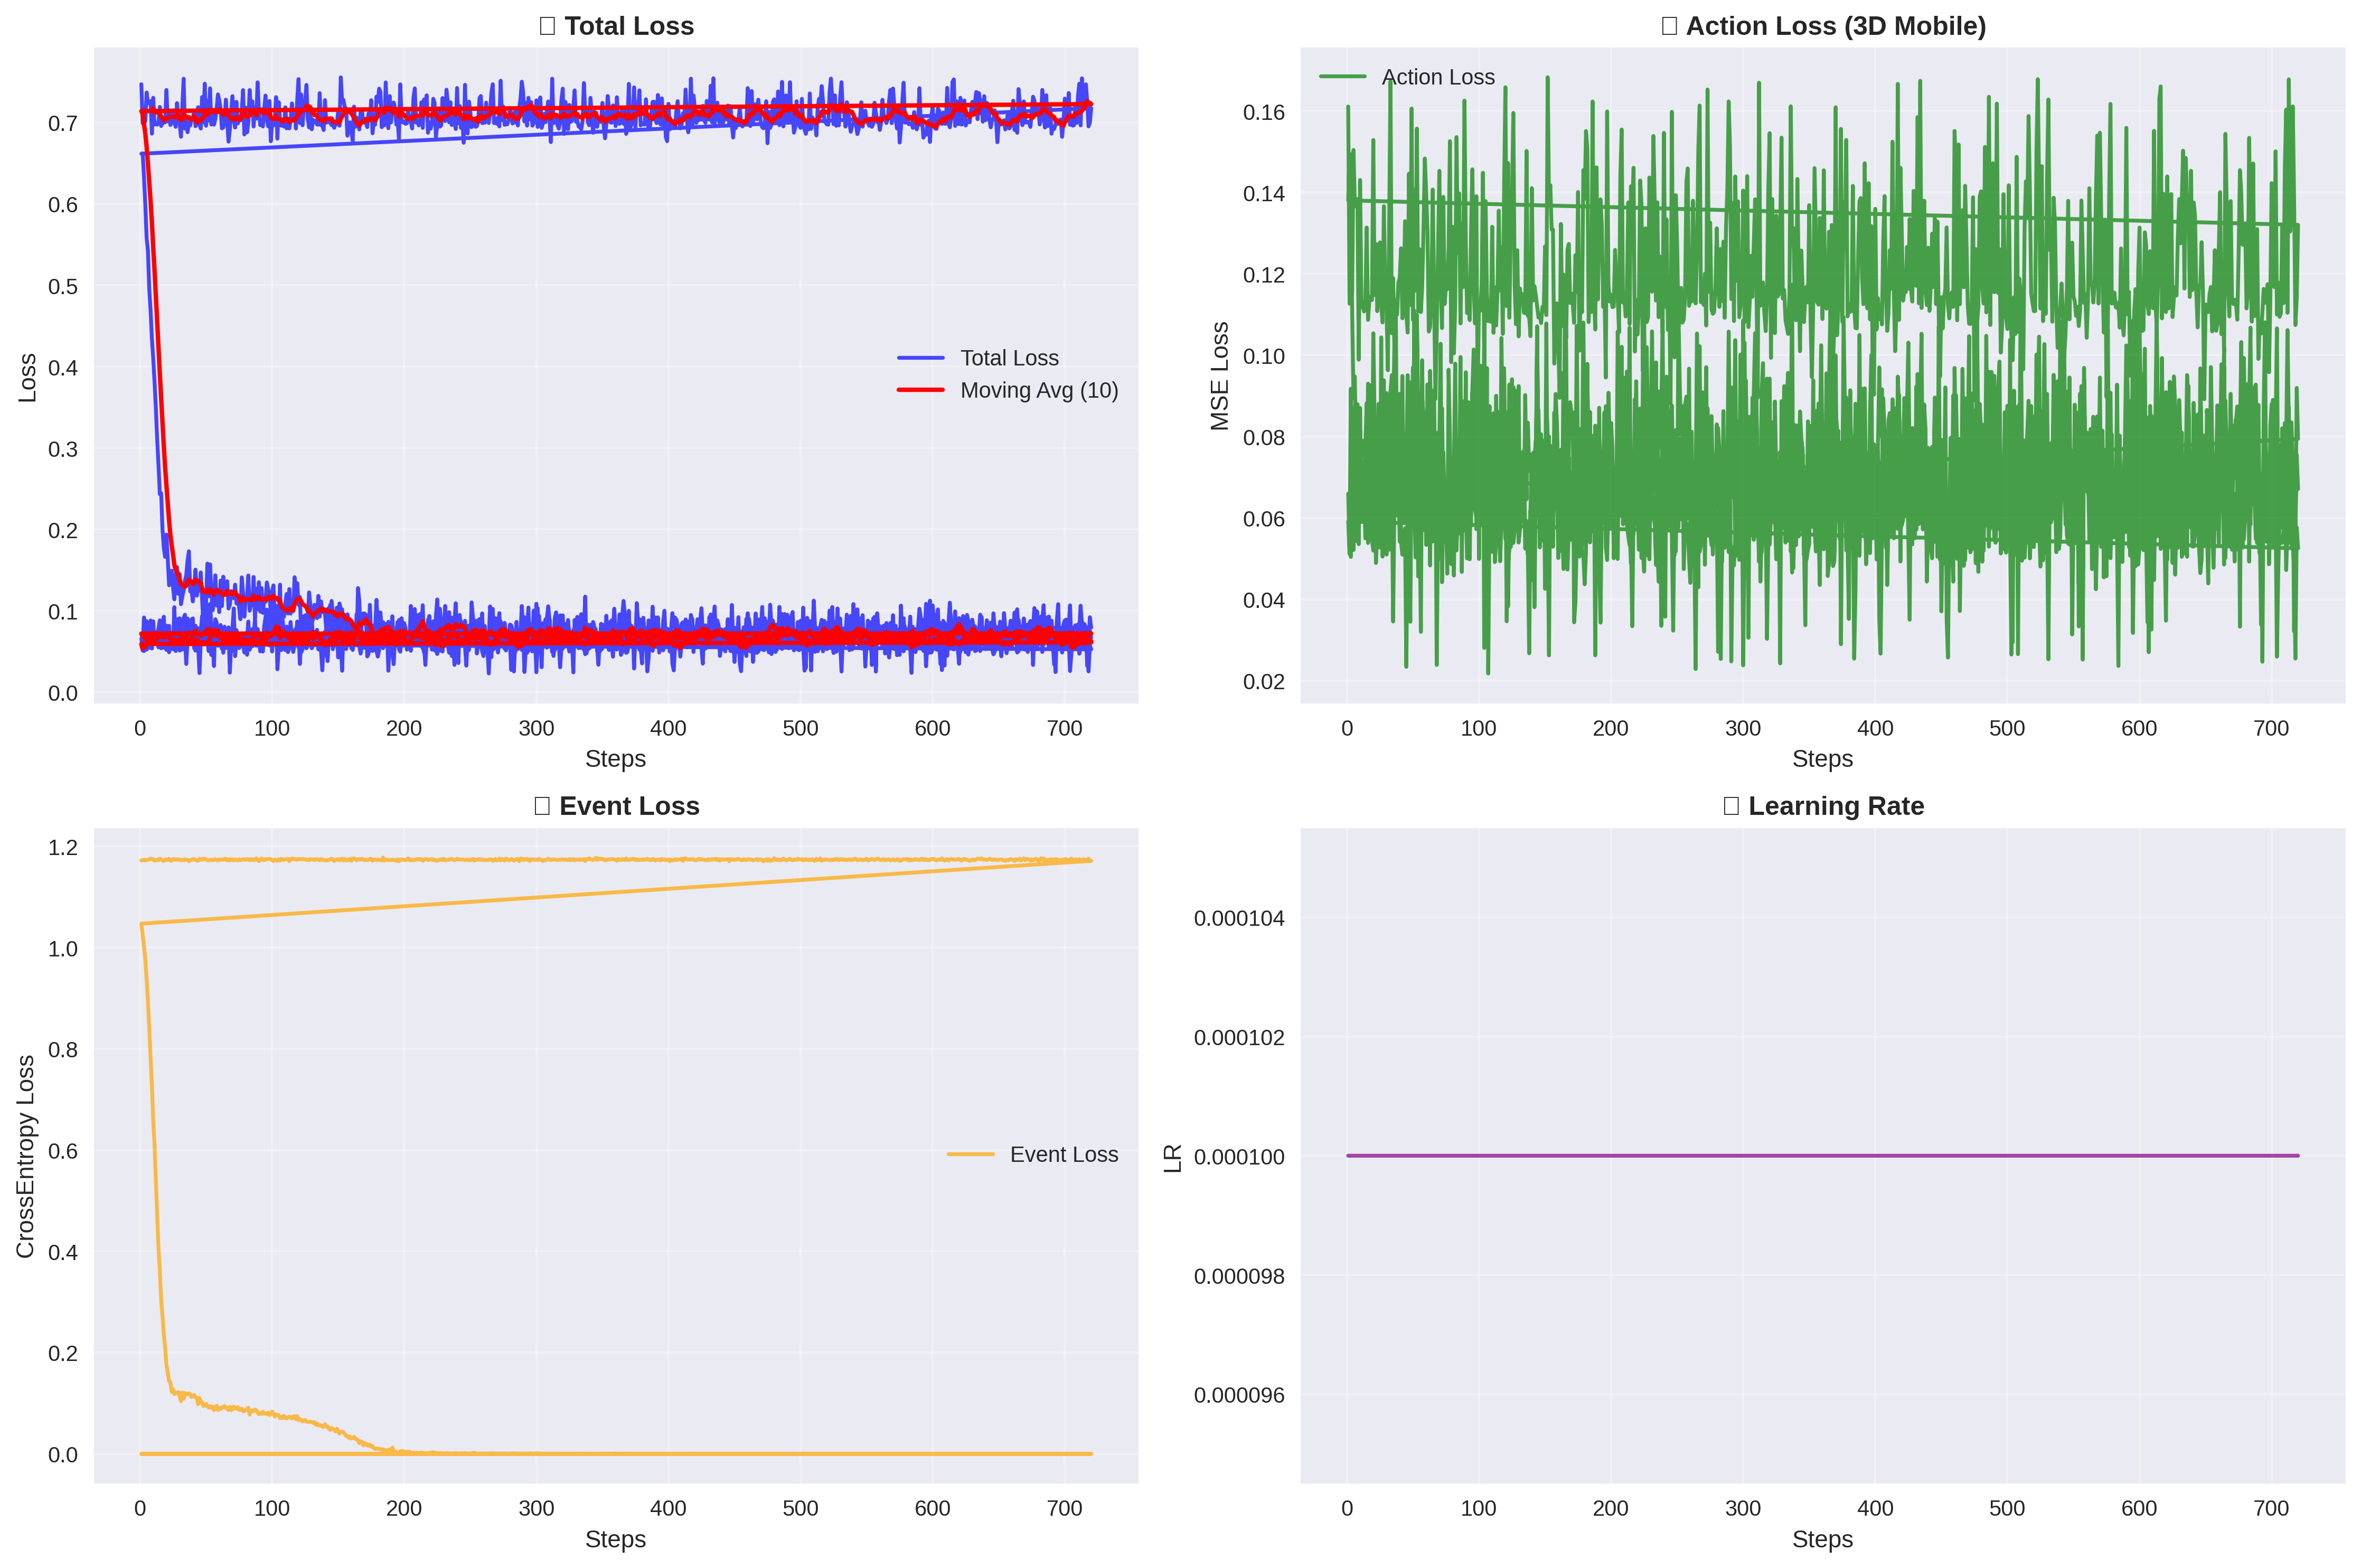 Total Loss
Loss
0.7
0.6
0.5
0.4
0.3
0.2
0.1
0.0
Total Loss
Moving Avg (10)
0 100 200 300 400 500 600 700
Steps
Action Loss (3D Mobile)
MSE Loss
Action Loss
0.16
0.14
0.12
0.10
0.08
0.06
0.04
0.02
0 100 200 300 400 500 600 700
Steps
Event Loss
CrossEntropy Loss
1.2
1.0
0.8
0.6
0.4
0.2
0.0
Event Loss
0 100 200 300 400 500 600 700
Steps
Learning Rate
LR
0.000104
0.000102
0.000100
0.000098
0.000096
0 100 200 300 400 500 600 700
Steps